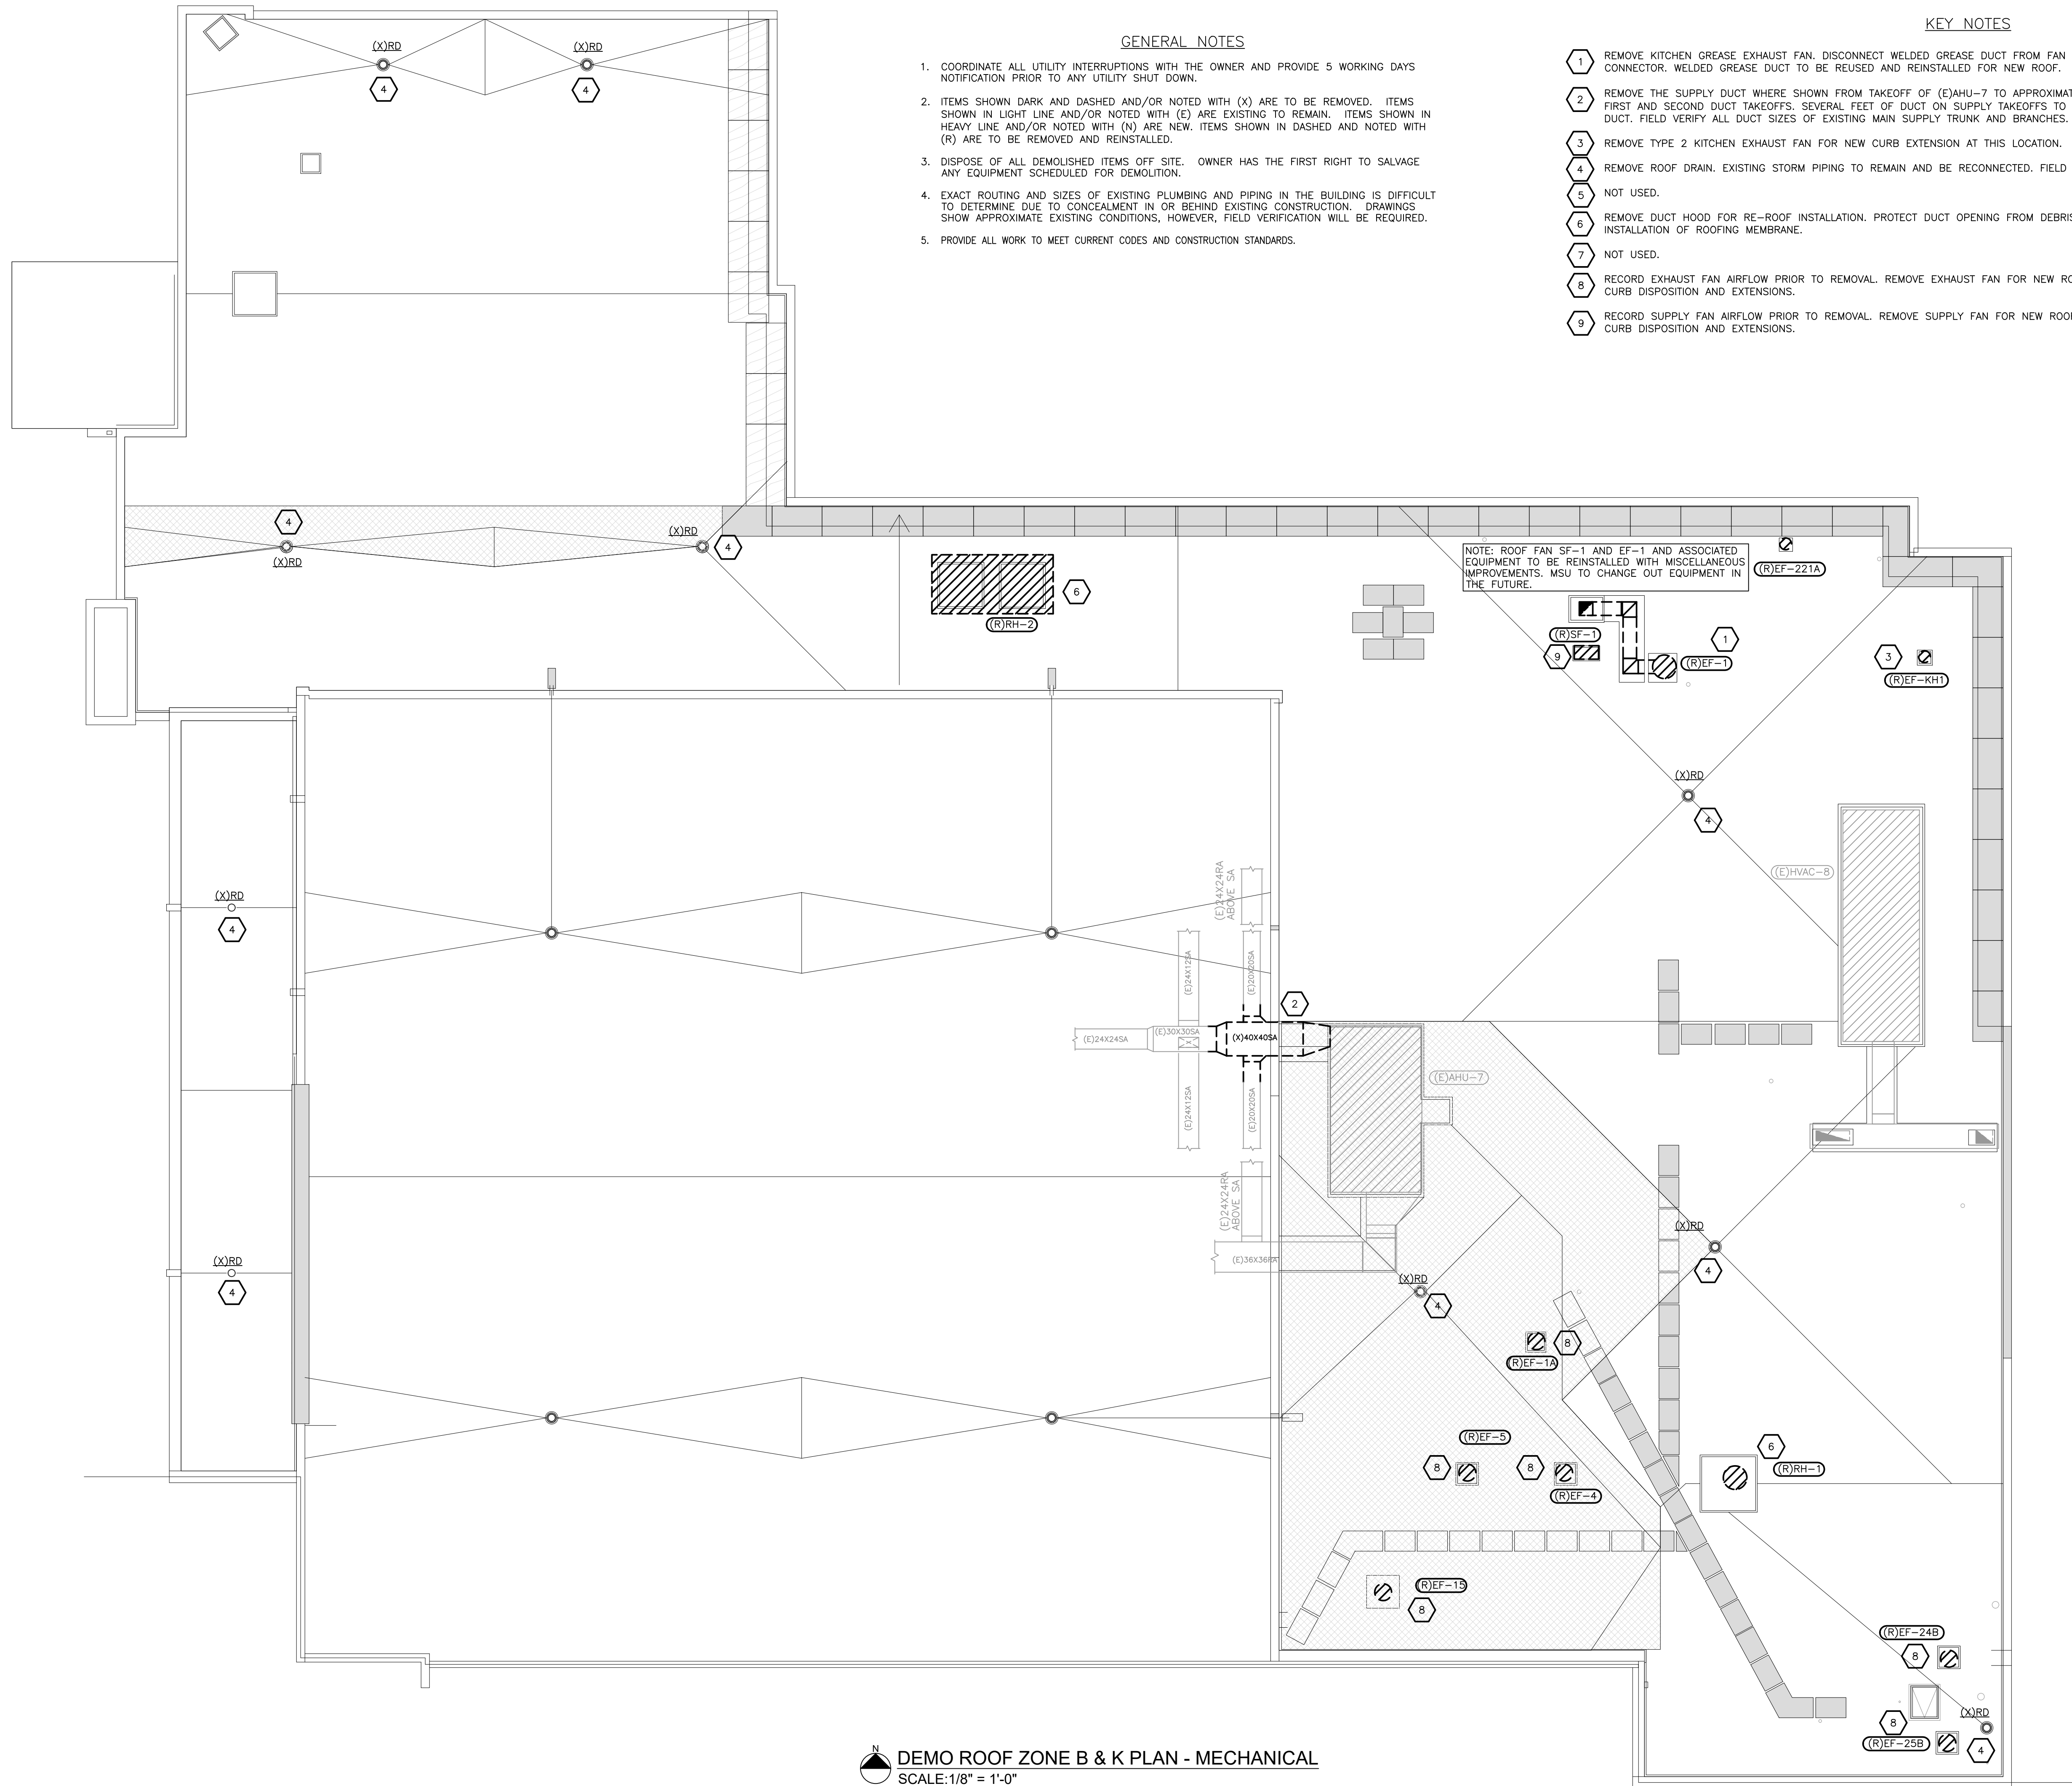 GENERAL NOTES
1. COORDINATE ALL UTILITY INTERRUPTIONS WITH THE OWNER AND PROVIDE 5 WORKING DAYS
NOTIFICATION PRIOR TO ANY UTILITY SHUT DOWN.
2. ITEMS SHOWN DARK AND DASHED AND/OR NOTED WITH (X) ARE TO BE REMOVED. ITEMS
SHOWN IN LIGHT LINE AND/OR NOTED WITH (E) ARE EXISTING TO REMAIN. ITEMS SHOWN IN
HEAVY LINE AND/OR NOTED WITH (N) ARE NEW. ITEMS SHOWN IN DASHED AND NOTED WITH
(R) ARE TO BE REMOVED AND REINSTALLED.
3. DISPOSE OF ALL DEMOLISHED ITEMS OFF SITE. OWNER HAS THE FIRST RIGHT TO SALVAGE
ANY EQUIPMENT SCHEDULED FOR DEMOLITION.
4. EXACT ROUTING AND SIZES OF EXISTING PLUMBING AND PIPING IN THE BUILDING IS DIFFICULT
TO DETERMINE DUE TO CONCEALMENT IN OR BEHIND EXISTING CONSTRUCTION. DRAWINGS
SHOW APPROXIMATE EXISTING CONDITIONS, HOWEVER, FIELD VERIFICATION WILL BE REQUIRED.
5. PROVIDE ALL WORK TO MEET CURRENT CODES AND CONSTRUCTION STANDARDS.
KEY NOTES
1 REMOVE KITCHEN GREASE EXHAUST FAN. DISCONNECT WELDED GREASE DUCT FROM FAN
CONNECTOR. WELDED GREASE DUCT TO BE REUSED AND REINSTALLED FOR NEW ROOF.
2 REMOVE THE SUPPLY DUCT WHERE SHOWN FROM TAKEOFF OF (E)AHU-7 TO APPROXIMAT
FIRST AND SECOND DUCT TAKEOFFS. SEVERAL FEET OF DUCT ON SUPPLY TAKEOFFS TO
DUCT. FIELD VERIFY ALL DUCT SIZES OF EXISTING MAIN SUPPLY TRUNK AND BRANCHES.
3 REMOVE TYPE 2 KITCHEN EXHAUST FAN FOR NEW CURB EXTENSION AT THIS LOCATION.
4 REMOVE ROOF DRAIN. EXISTING STORM PIPING TO REMAIN AND BE RECONNECTED. FIELD
5 NOT USED.
6 REMOVE DUCT HOOD FOR RE-ROOF INSTALLATION. PROTECT DUCT OPENING FROM DEBRIS
INSTALLATION OF ROOFING MEMBRANE.
7 NOT USED.
8 RECORD EXHAUST FAN AIRFLOW PRIOR TO REMOVAL. REMOVE EXHAUST FAN FOR NEW RO
CURB DISPOSITION AND EXTENSIONS.
9 RECORD SUPPLY FAN AIRFLOW PRIOR TO REMOVAL. REMOVE SUPPLY FAN FOR NEW ROOF
CURB DISPOSITION AND EXTENSIONS.
(X)RD
4
(X)RD
4
4
(X)RD
(X)RD
4
6
(R)RH-2
NOTE: ROOF FAN SF-1 AND EF-1 AND ASSOCIATED
EQUIPMENT TO BE REINSTALLED WITH MISCELLANEOUS
IMPROVEMENTS. MSU TO CHANGE OUT EQUIPMENT IN
THE FUTURE.
(R)EF-221A
(R)SF-1
9
1
(R)EF-1
3
(R)EF-KH1
(X)RD
4
(E)HVAC-8
(X)RD
4
(E)24X24RA
ABOVE SA
(E)24X12SA
(E)20X20SA
2
(E)24X24SA
(E)30X30SA
(X)40X40SA
(E)AHU-7
(E)24X12SA
(E)20X20SA
(E)24X24RA
ABOVE SA
(E)36X36RA
(X)RD
4
(X)RD
4
(X)RD
4
8
(R)EF-1A
(R)EF-5
8
8
(R)EF-4
6
(R)RH-1
(R)EF-15
8
(R)EF-24B
8
(X)RD
8
(R)EF-25B
4
N
DEMO ROOF ZONE B & K PLAN - MECHANICAL
SCALE:1/8" = 1'-0"